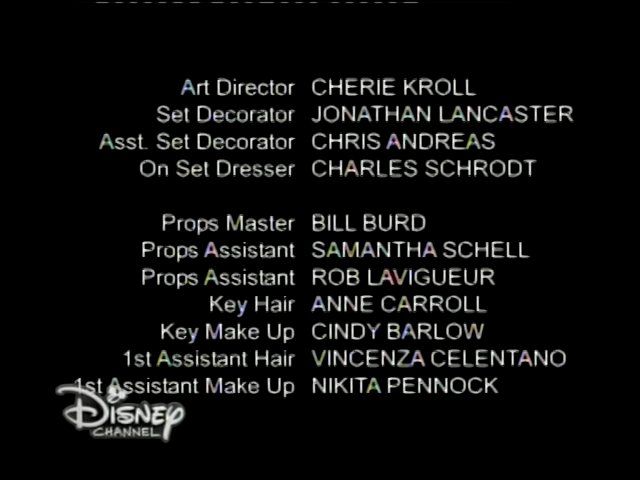 Art Director CHERIE KROLL
Set Decorator JONATHAN LANCASTER
Asst. Set Decorator CHRIS ANDREAS
On Set Dresser CHARLES SCHRODT
Props Master BILL BURD
Props Assistant SAMANTHA SCHELL
Props Assistant ROB LAVIGUEUR
Key Hair ANNE CARROLL
Key Make Up CINDY BARLOW
1st Assistant Hair VINCENZA CELENTANO
1st Assistant Make Up NIKITA PENNOCK
DISNEY
CHANNEL